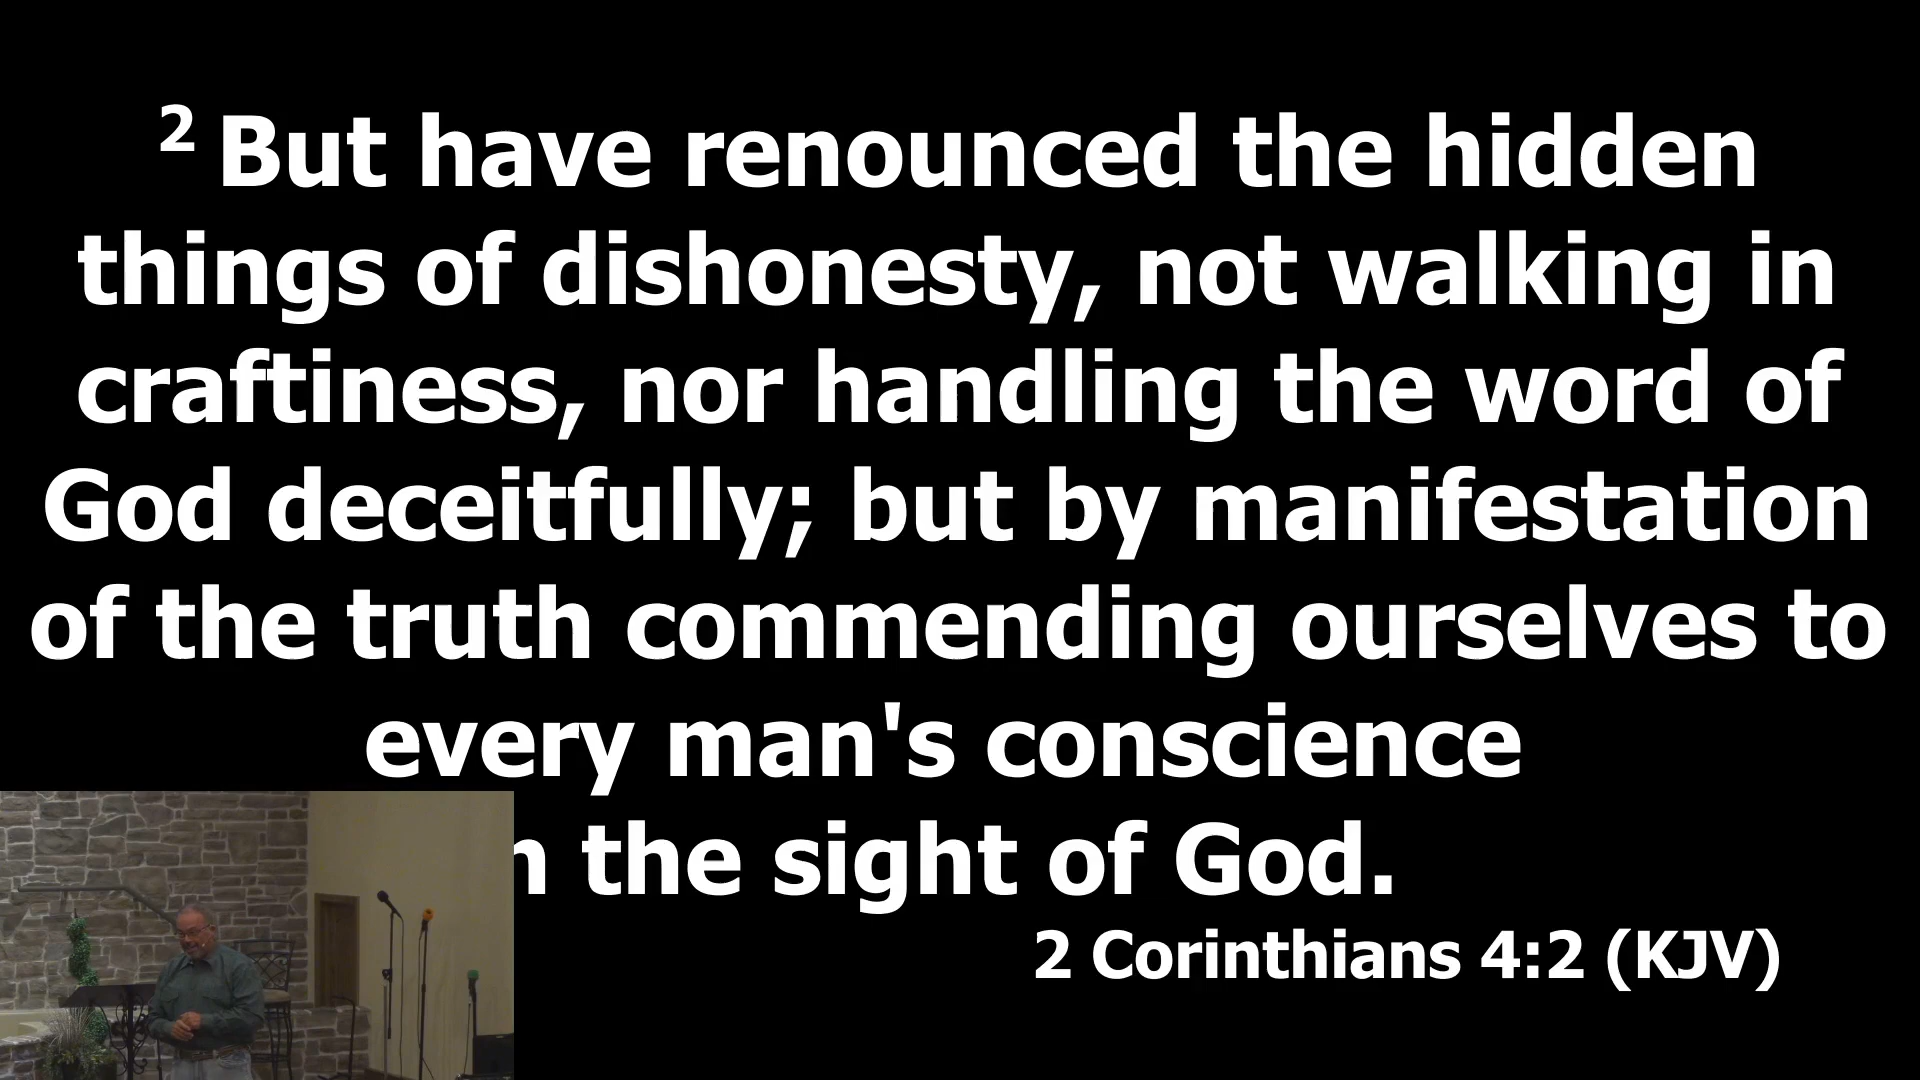 2 But have renounced the hidden
things of dishonesty, not walking in
craftiness, nor handling the word of
God deceitfully; but by manifestation
of the truth commending ourselves to
every man's conscience
the sight of God.
2 Corinthians 4:2 (KJV)